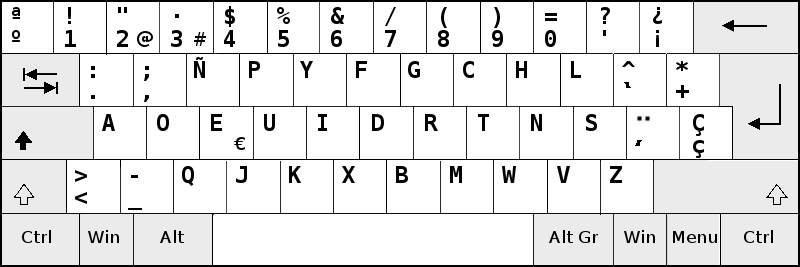 ª ! " · $ % & / ( ) = ? ¿
º 1 2 @ 3 # 4 5 6 7 8 9 0 ' ¡
: ; Ñ P Y F G C H L ^ *
. , ` +
A O E U I D R T N S ¨ Ç
€ ´ ç
> - Q J K X B M W V Z
< _
Ctrl Win Alt Alt Gr Win Menu Ctrl